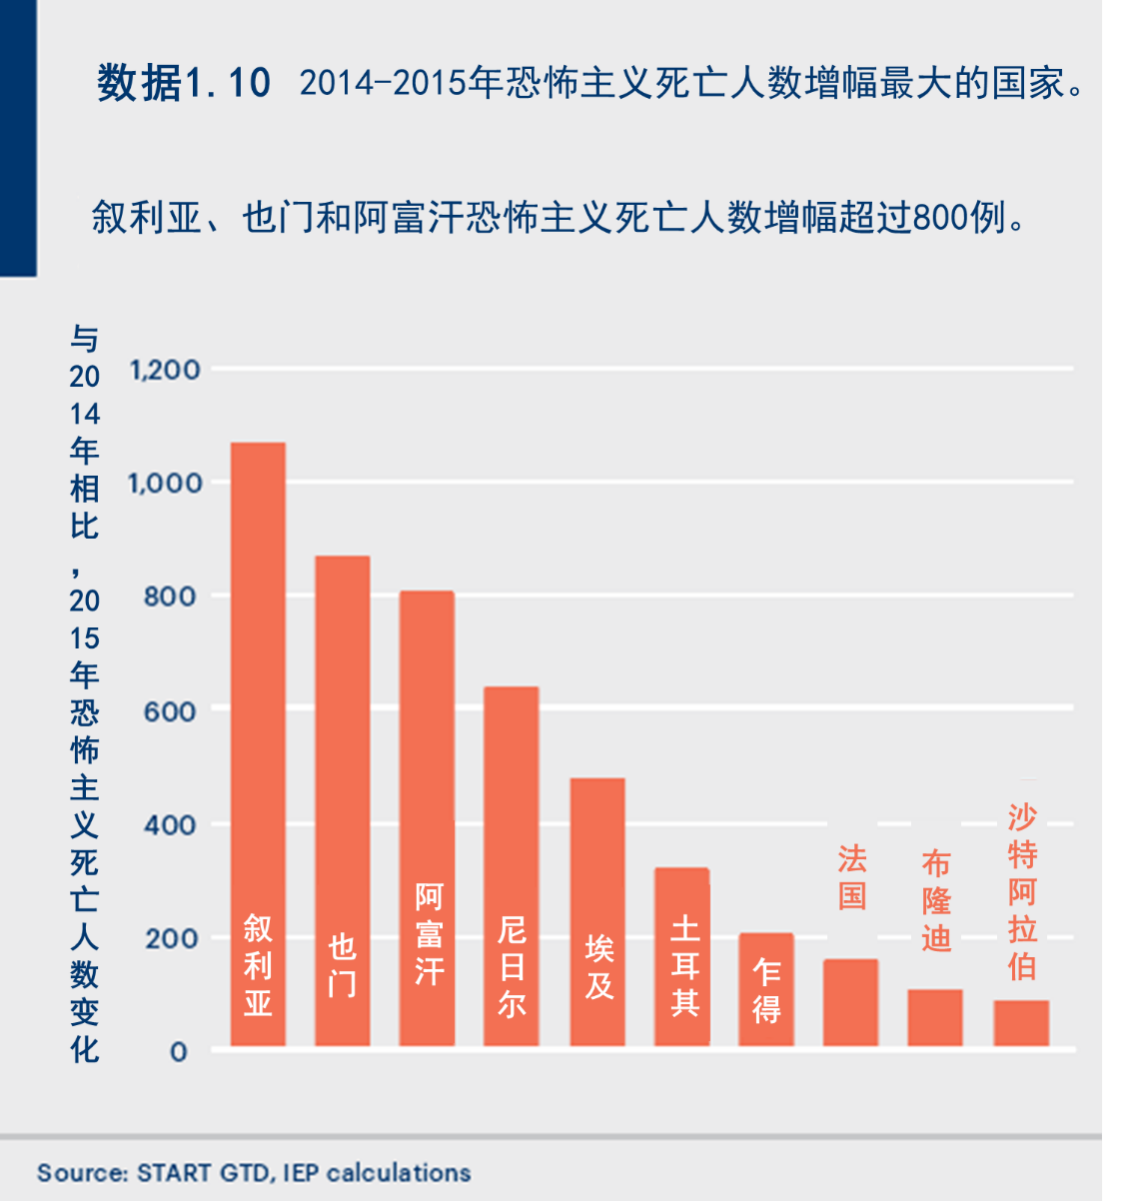 数据1.10 2014-2015年恐怖主义死亡人数增幅最大的国家。
叙利亚、也门和阿富汗恐怖主义死亡人数增幅超过800例。
与2014年相比，2015年恐怖主义死亡人数变化
1,200
1,000
800
600
400
200
0
叙利亚
也门
阿富汗
尼日尔
埃及
土耳其
乍得
法国
布隆迪
沙特阿拉伯
Source: START GTD, IEP calculations